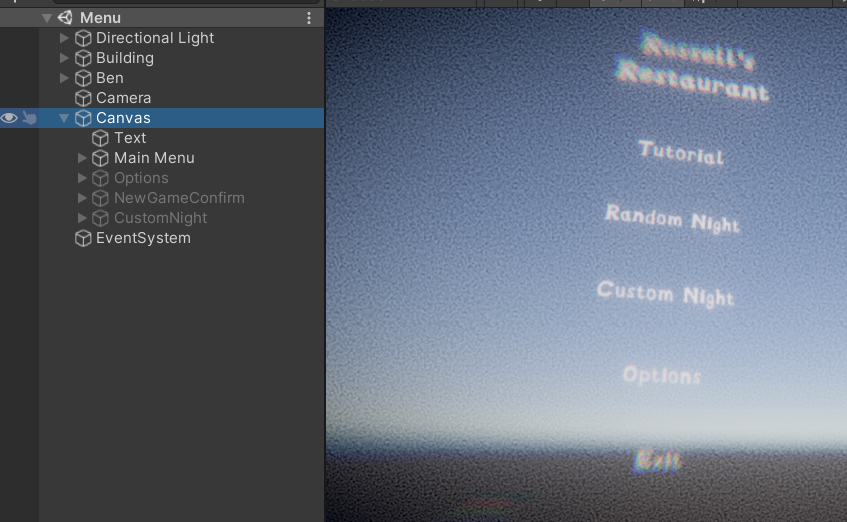 Menu
Directional Light
Building
Ben
Camera
Canvas
Text
Main Menu
Options
NewGameConfirm
CustomNight
EventSystem
Russell's
Restaurant
Tutorial
Random Night
Custom Night
Options
Exit